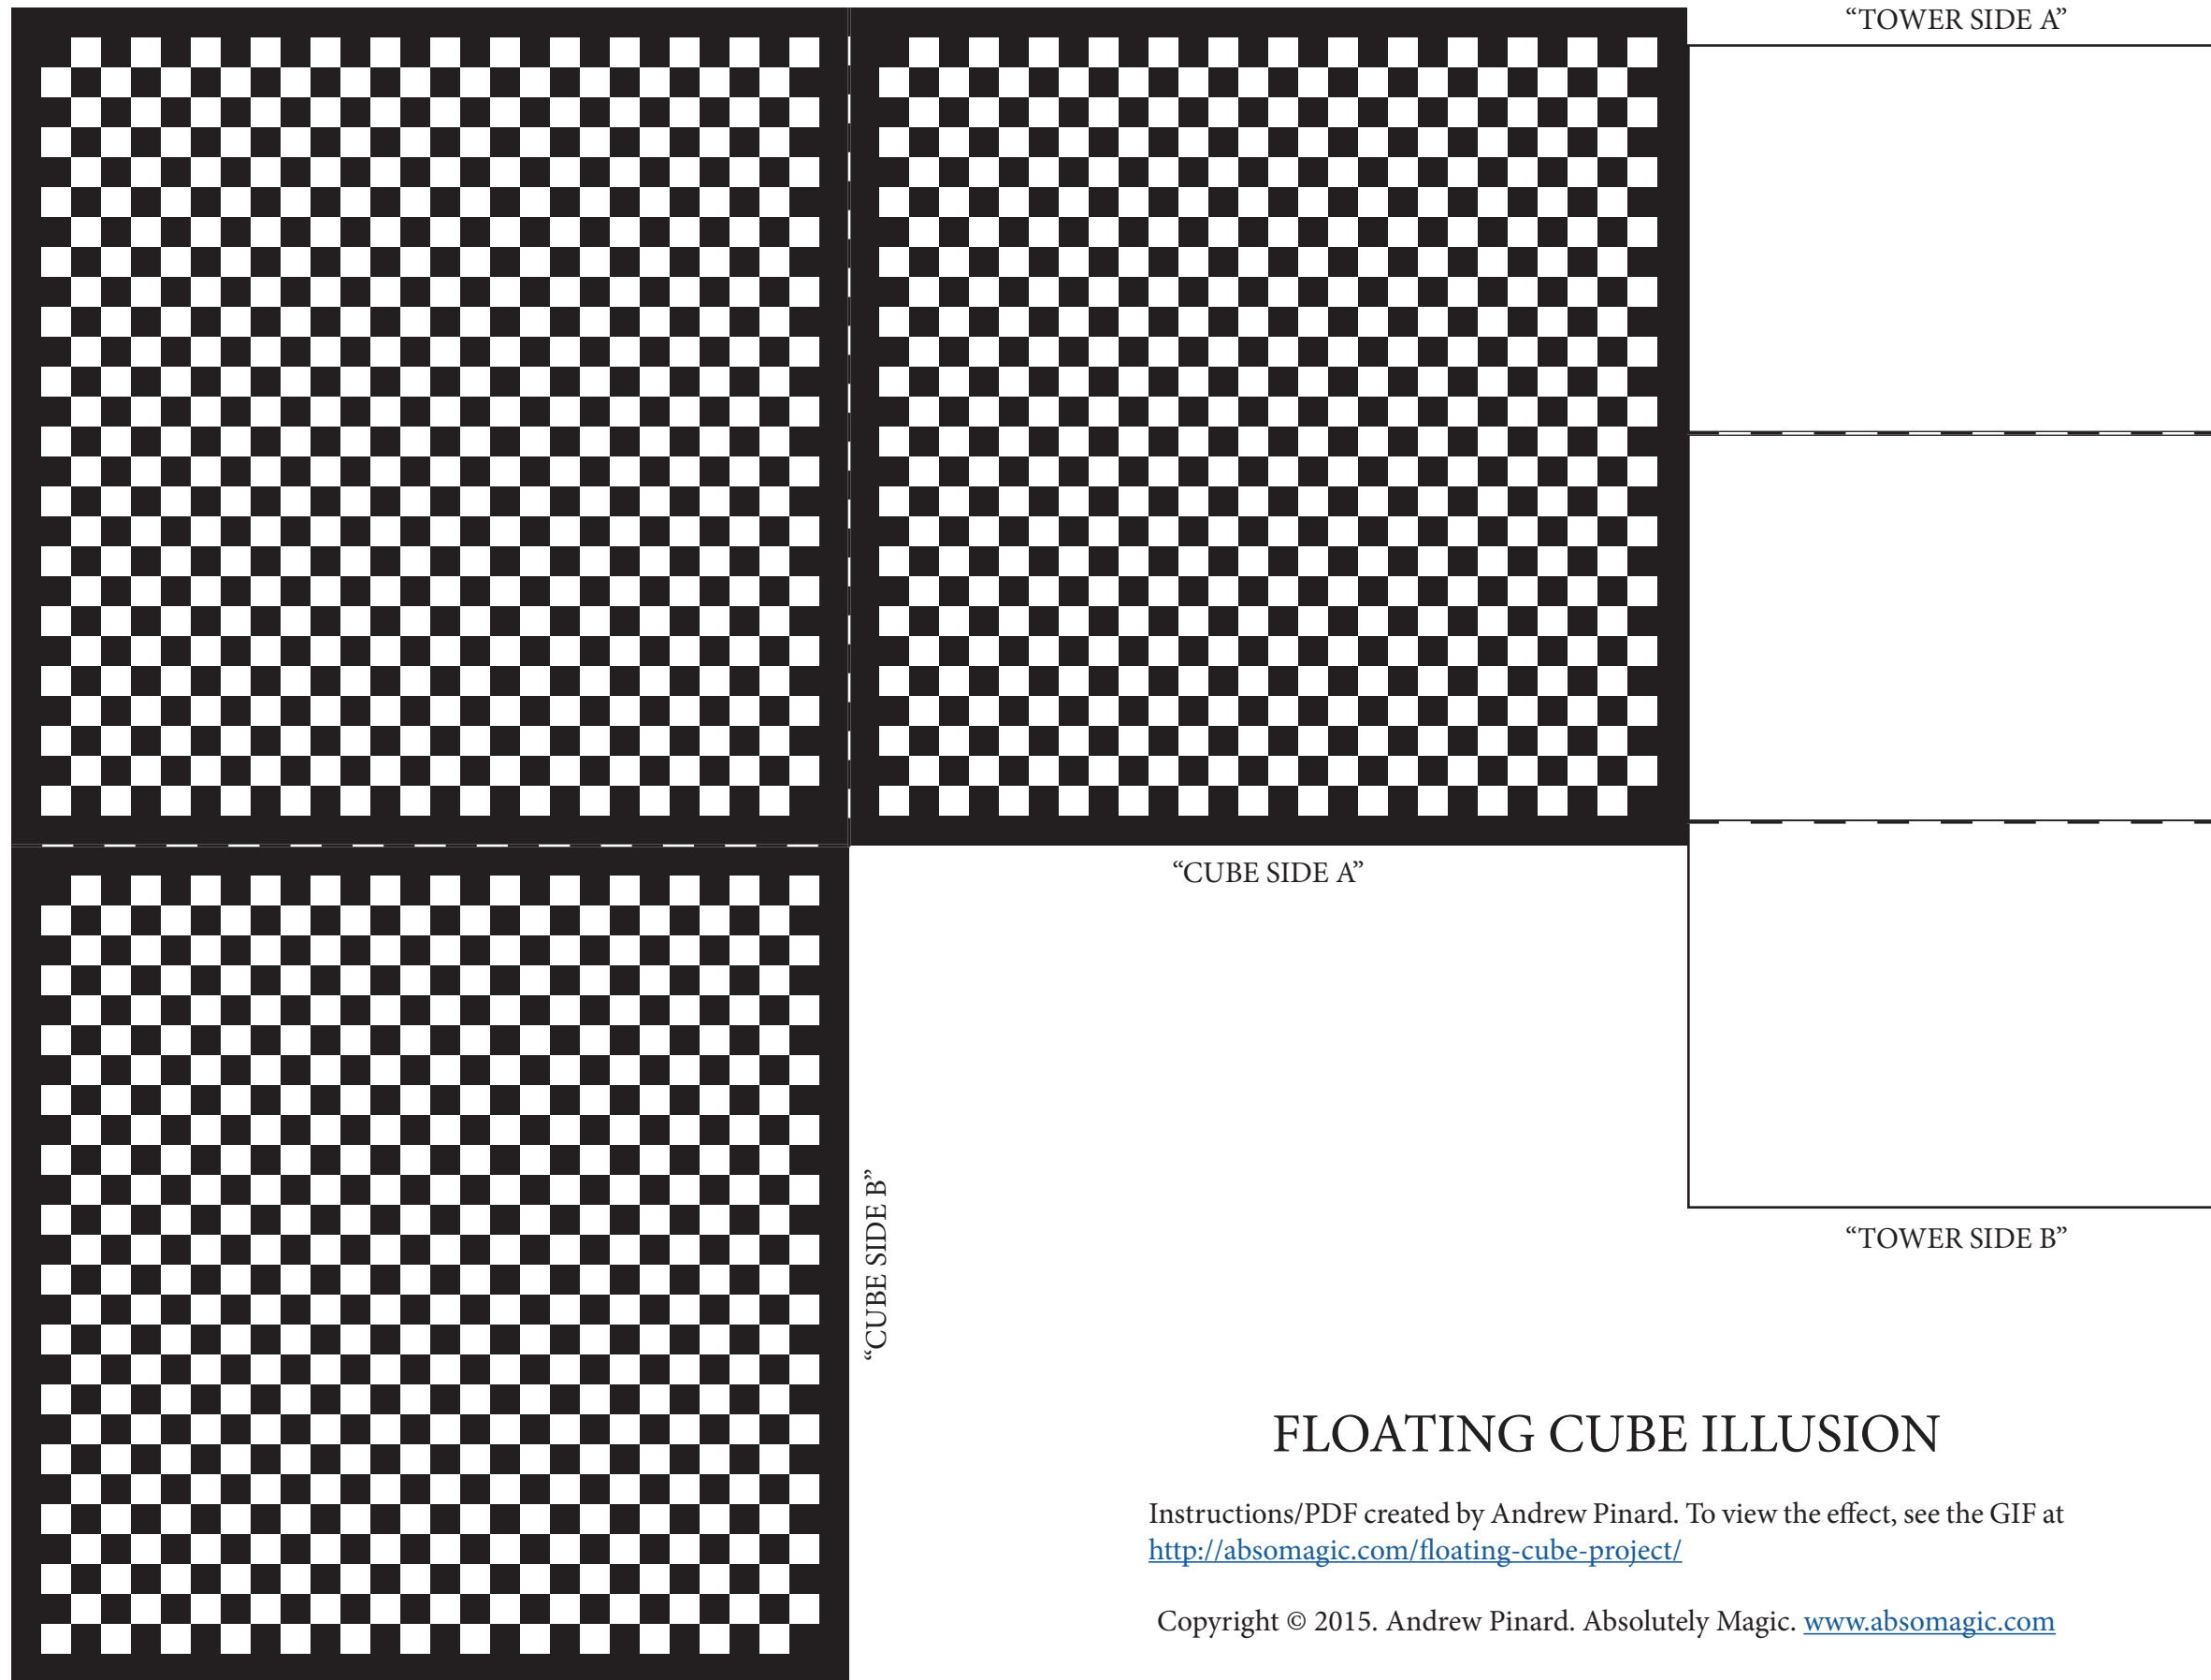 “TOWER SIDE A”
“CUBE SIDE A”
“CUBE SIDE B”
“TOWER SIDE B”
FLOATING CUBE ILLUSION
Instructions/PDF created by Andrew Pinard. To view the effect, see the GIF at
http://absomagic.com/floating-cube-project/
Copyright © 2015. Andrew Pinard. Absolutely Magic. www.absomagic.com